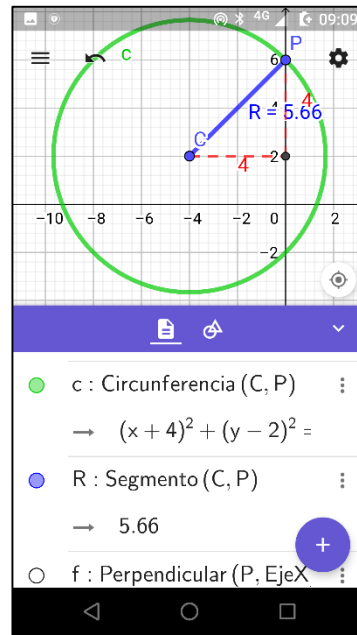 4G 09:09
c
P
6
4
4
R = 5.66
C
2
4
−10 −8 −6 −4 −2 0 2
−2
c : Circunferencia (C, P)
→ (x + 4)² + (y − 2)² =
R : Segmento (C, P)
→ 5.66
+
f : Perpendicular (P, EjeX